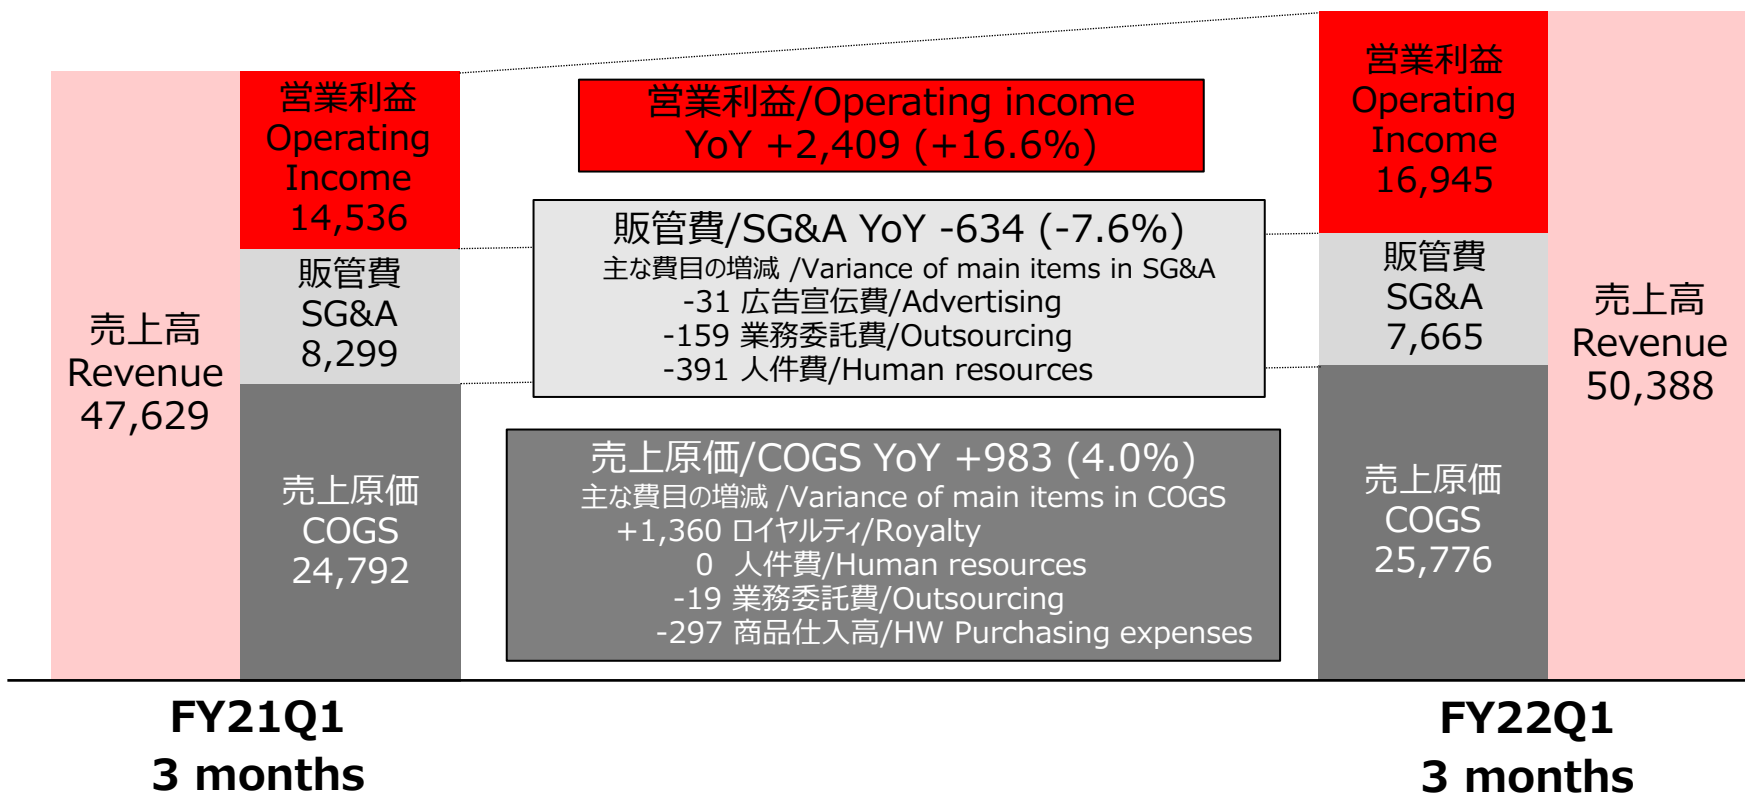 売上高
Revenue
47,629
営業利益
Operating
Income
14,536
販管費
SG&A
8,299
売上原価
COGS
24,792
営業利益/Operating income
YoY +2,409 (+16.6%)
販管費/SG&A YoY -634 (-7.6%)
主な費目の増減 /Variance of main items in SG&A
-31 広告宣伝費/Advertising
-159 業務委託費/Outsourcing
-391 人件費/Human resources
売上原価/COGS YoY +983 (4.0%)
主な費目の増減 /Variance of main items in COGS
+1,360 ロイヤルティ/Royalty
0 人件費/Human resources
-19 業務委託費/Outsourcing
-297 商品仕入高/HW Purchasing expenses
営業利益
Operating
Income
16,945
販管費
SG&A
7,665
売上原価
COGS
25,776
売上高
Revenue
50,388
FY21Q1
3 months
FY22Q1
3 months